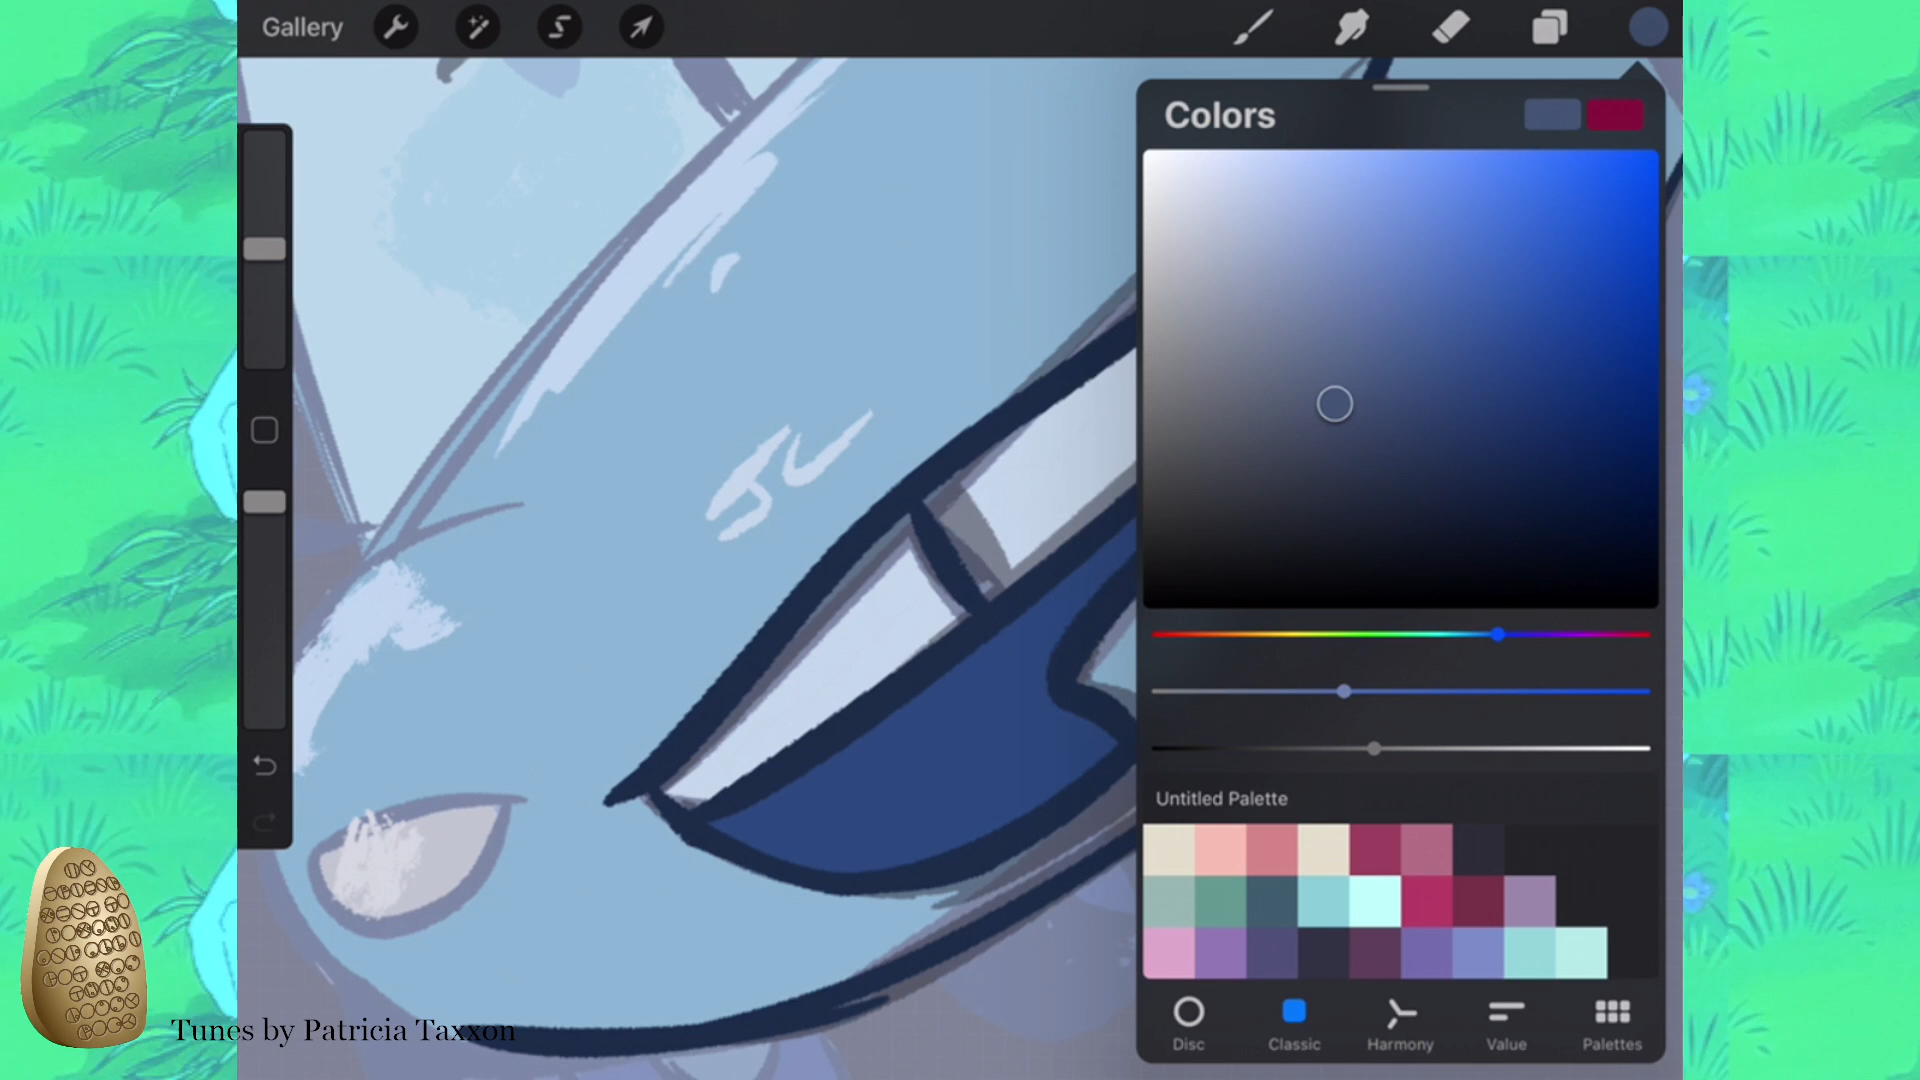 Gallery
Colors
Untitled Palette
Disc Classic Harmony Value Palettes
Tunes by Patricia Taxxon